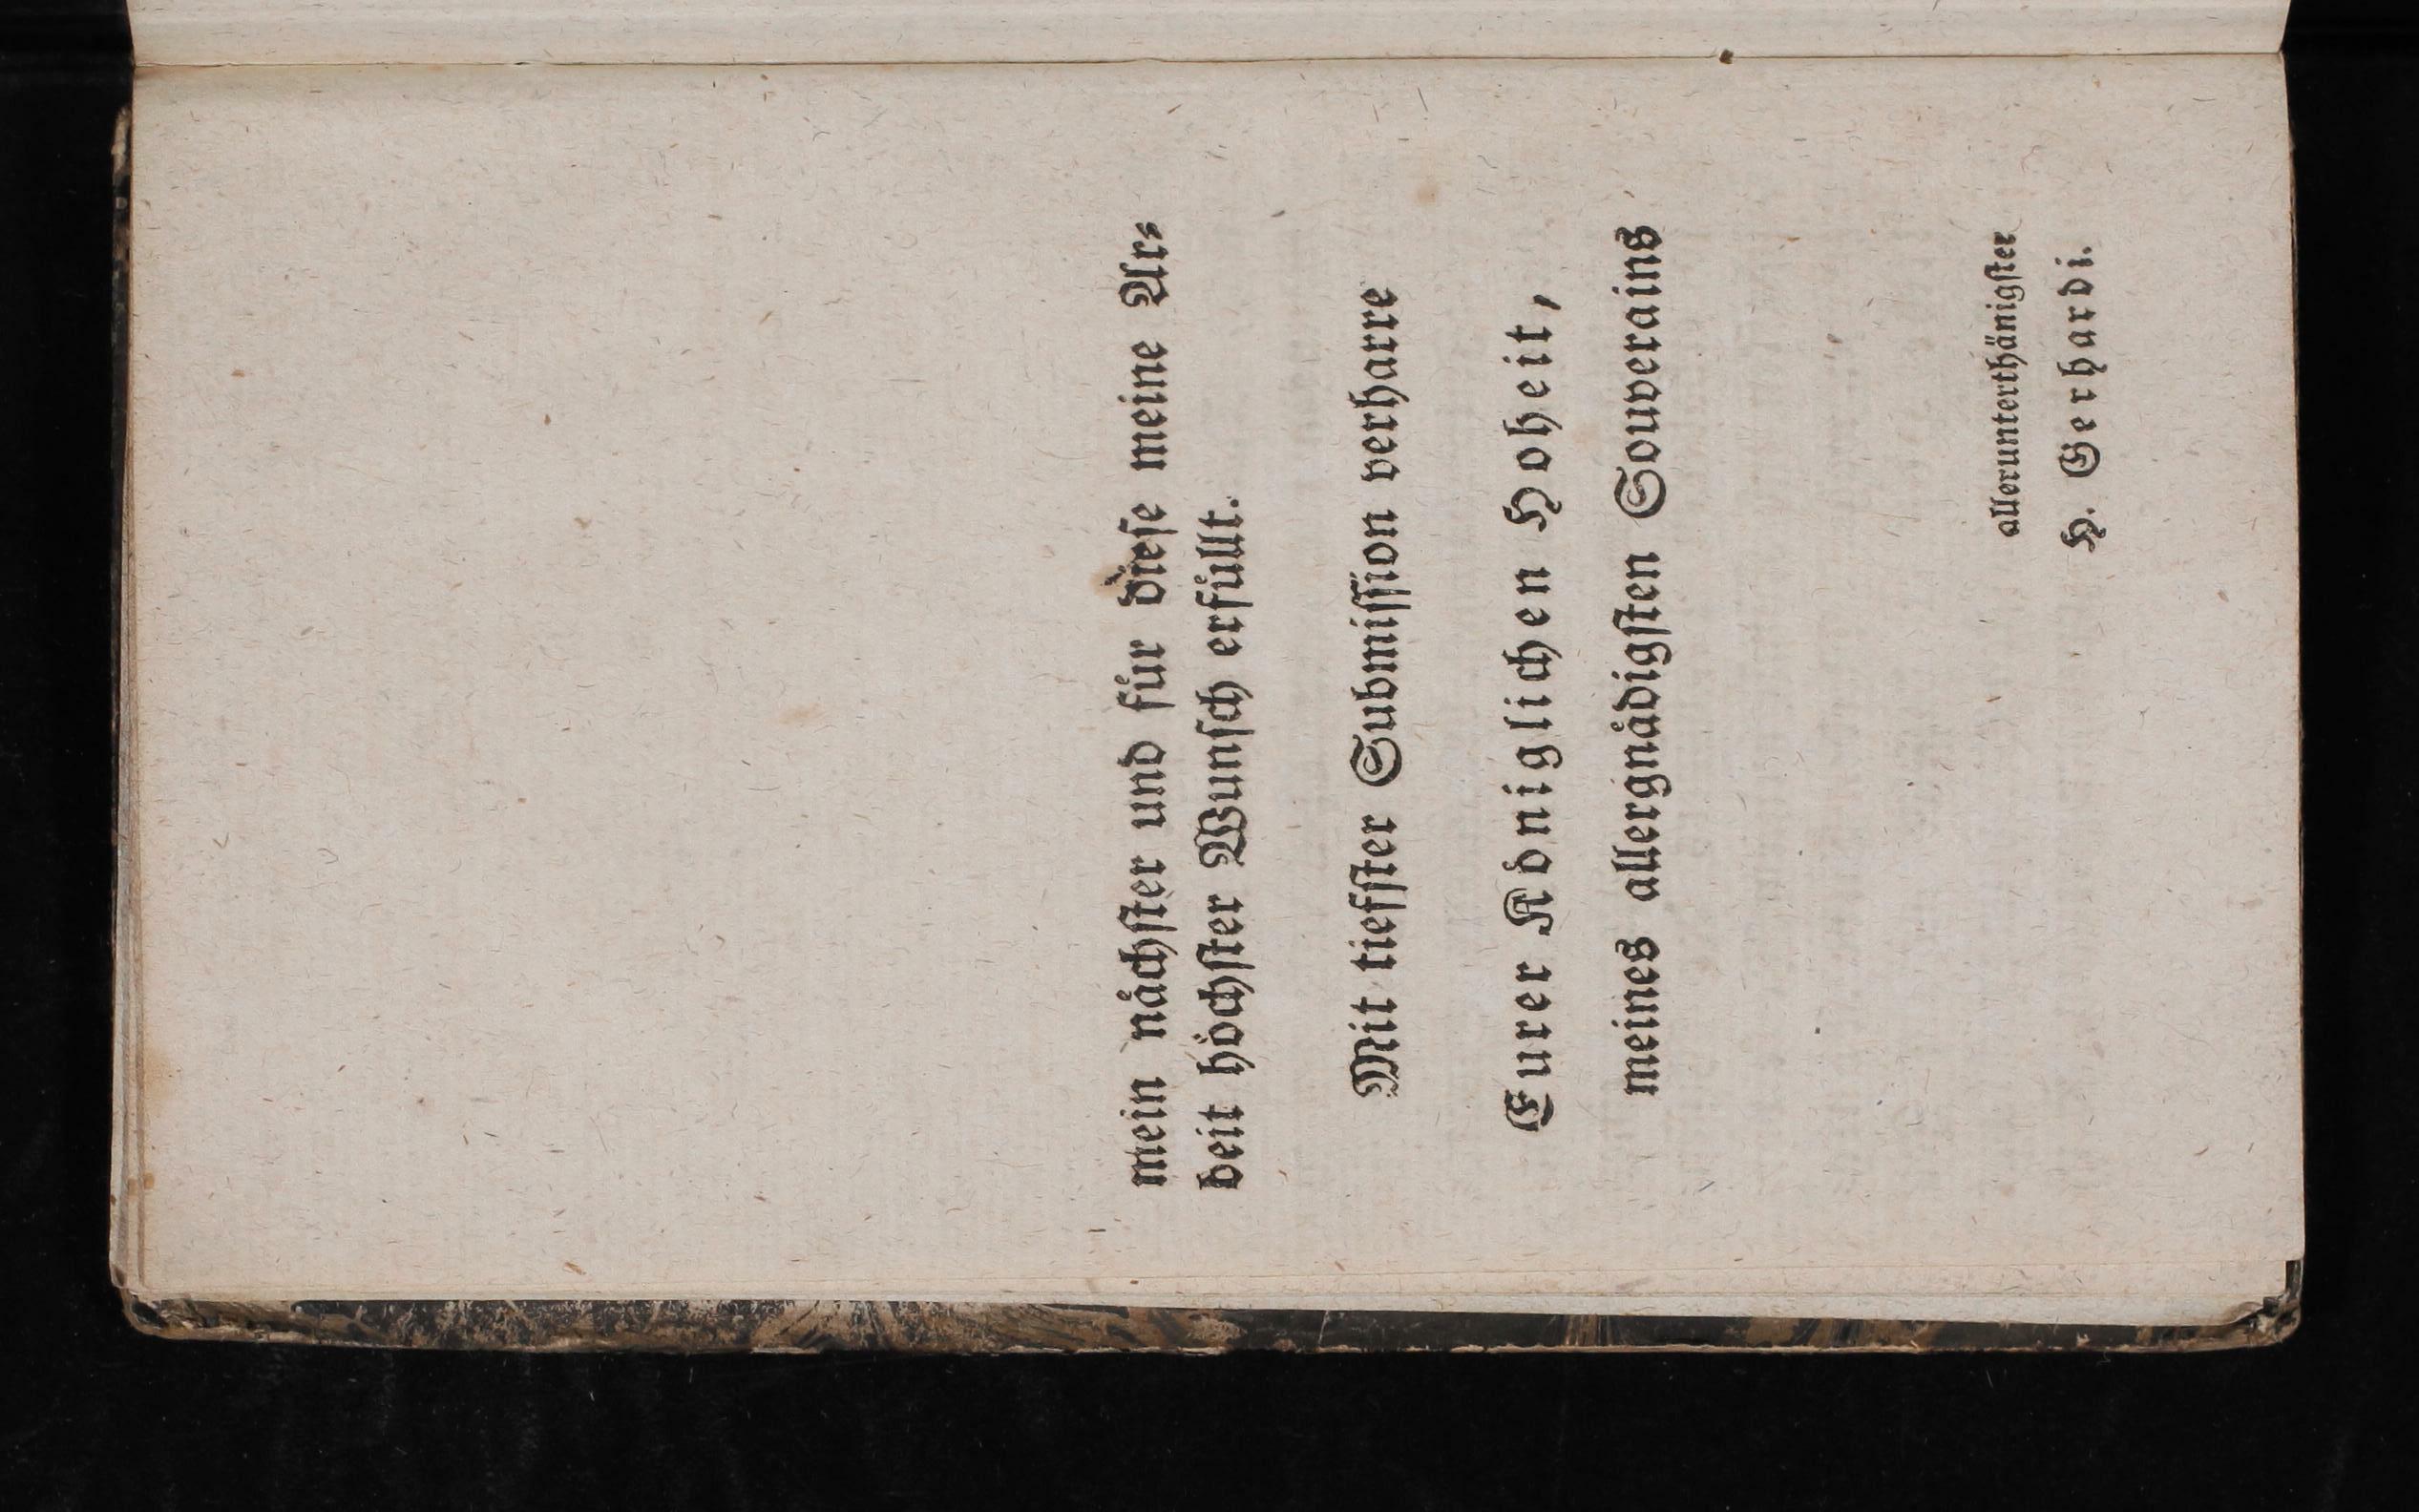 mein nächster und für diese meine Ar⸗
beit höchster Wunsch erfüllt.
Mit tiefster Submission verharre
Eurer Königlichen Hoheit,
meines allergnädigsten Souverains
allerunterthänigster
H. Gerhardi.